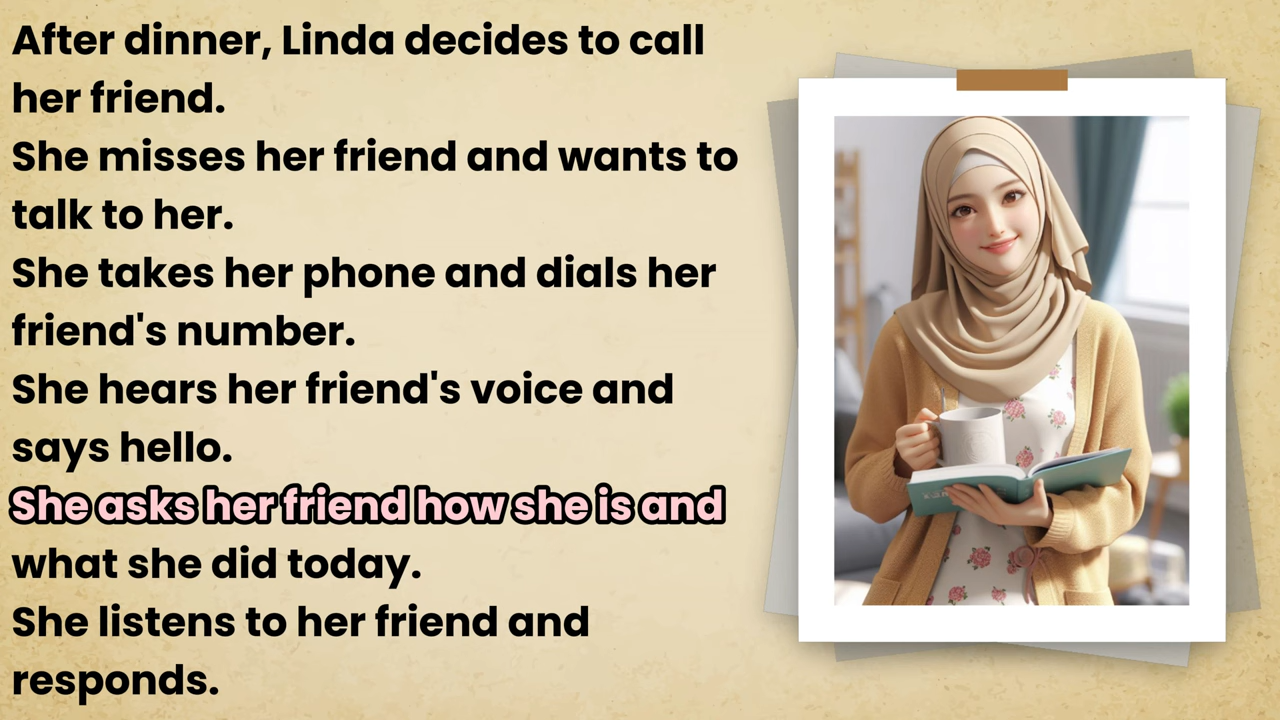 After dinner, Linda decides to call
her friend.
She misses her friend and wants to
talk to her.
She takes her phone and dials her
friend's number.
She hears her friend's voice and
says hello.
She asks her friend how she is and
what she did today.
She listens to her friend and
responds.